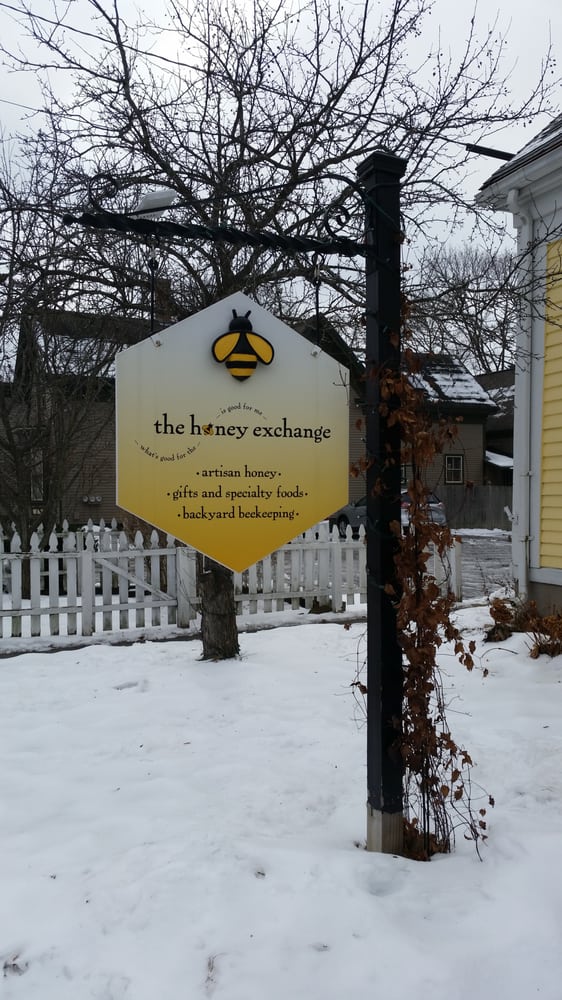 ... is good for me ...
the honey exchange
... what's good for the ...
• artisan honey •
• gifts and specialty foods •
• backyard beekeeping •